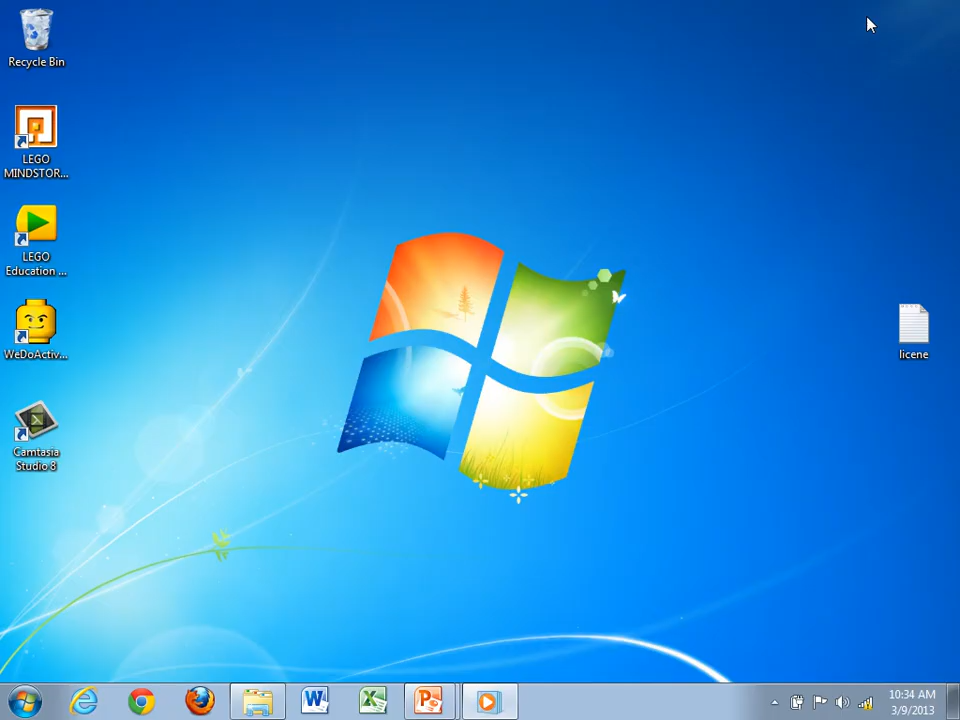 Recycle Bin
LEGO
MINDSTOR...
LEGO
Education ...
WeDoActiv...
Camtasia
Studio 8
licene
10:34 AM
3/9/2013